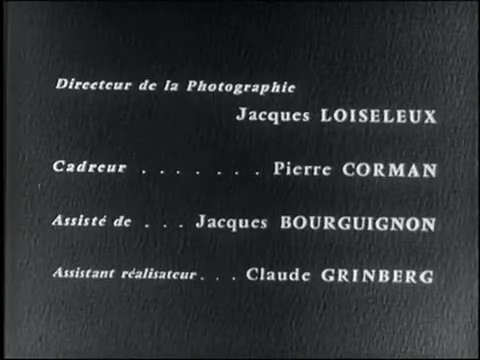 Directeur de la Photographie
Jacques LOISELEUX
Cadreur . . . . . . . Pierre CORMAN
Assisté de . . . Jacques BOURGUIGNON
Assistant réalisateur . . . Claude GRINBERG